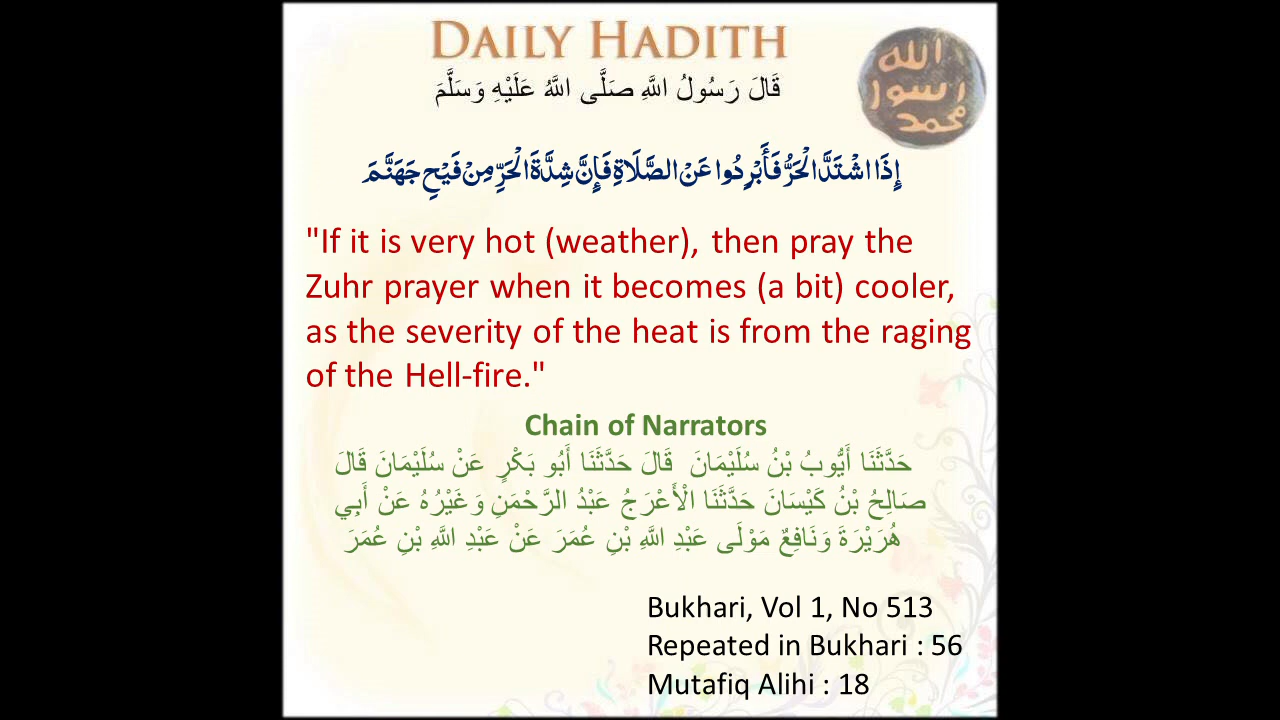 DAILY HADITH
قَالَ رَسُولُ اللَّهِ صَلَّى اللَّهُ عَلَيْهِ وَسَلَّمَ
الله
رسول
محمد
إِذَا اشْتَدَّ الْحَرُّ فَأَبْرِدُوا عَنْ الصَّلَاةِ فَإِنَّ شِدَّةَ الْحَرِّ مِنْ فَيْحِ جَهَنَّمَ
"If it is very hot (weather), then pray the
Zuhr prayer when it becomes (a bit) cooler,
as the severity of the heat is from the raging
of the Hell-fire."
Chain of Narrators
حَدَّثَنَا أَيُّوبُ بْنُ سُلَيْمَانَ قَالَ حَدَّثَنَا أَبُو بَكْرٍ عَنْ سُلَيْمَانَ قَالَ
صَالِحُ بْنُ كَيْسَانَ حَدَّثَنَا الْأَعْرَجُ عَبْدُ الرَّحْمَنِ وَغَيْرُهُ عَنْ أَبِي
هُرَيْرَةَ وَنَافِعٌ مَوْلَى عَبْدِ اللَّهِ بْنِ عُمَرَ عَنْ عَبْدِ اللَّهِ بْنِ عُمَرَ
Bukhari, Vol 1, No 513
Repeated in Bukhari : 56
Mutafiq Alihi : 18